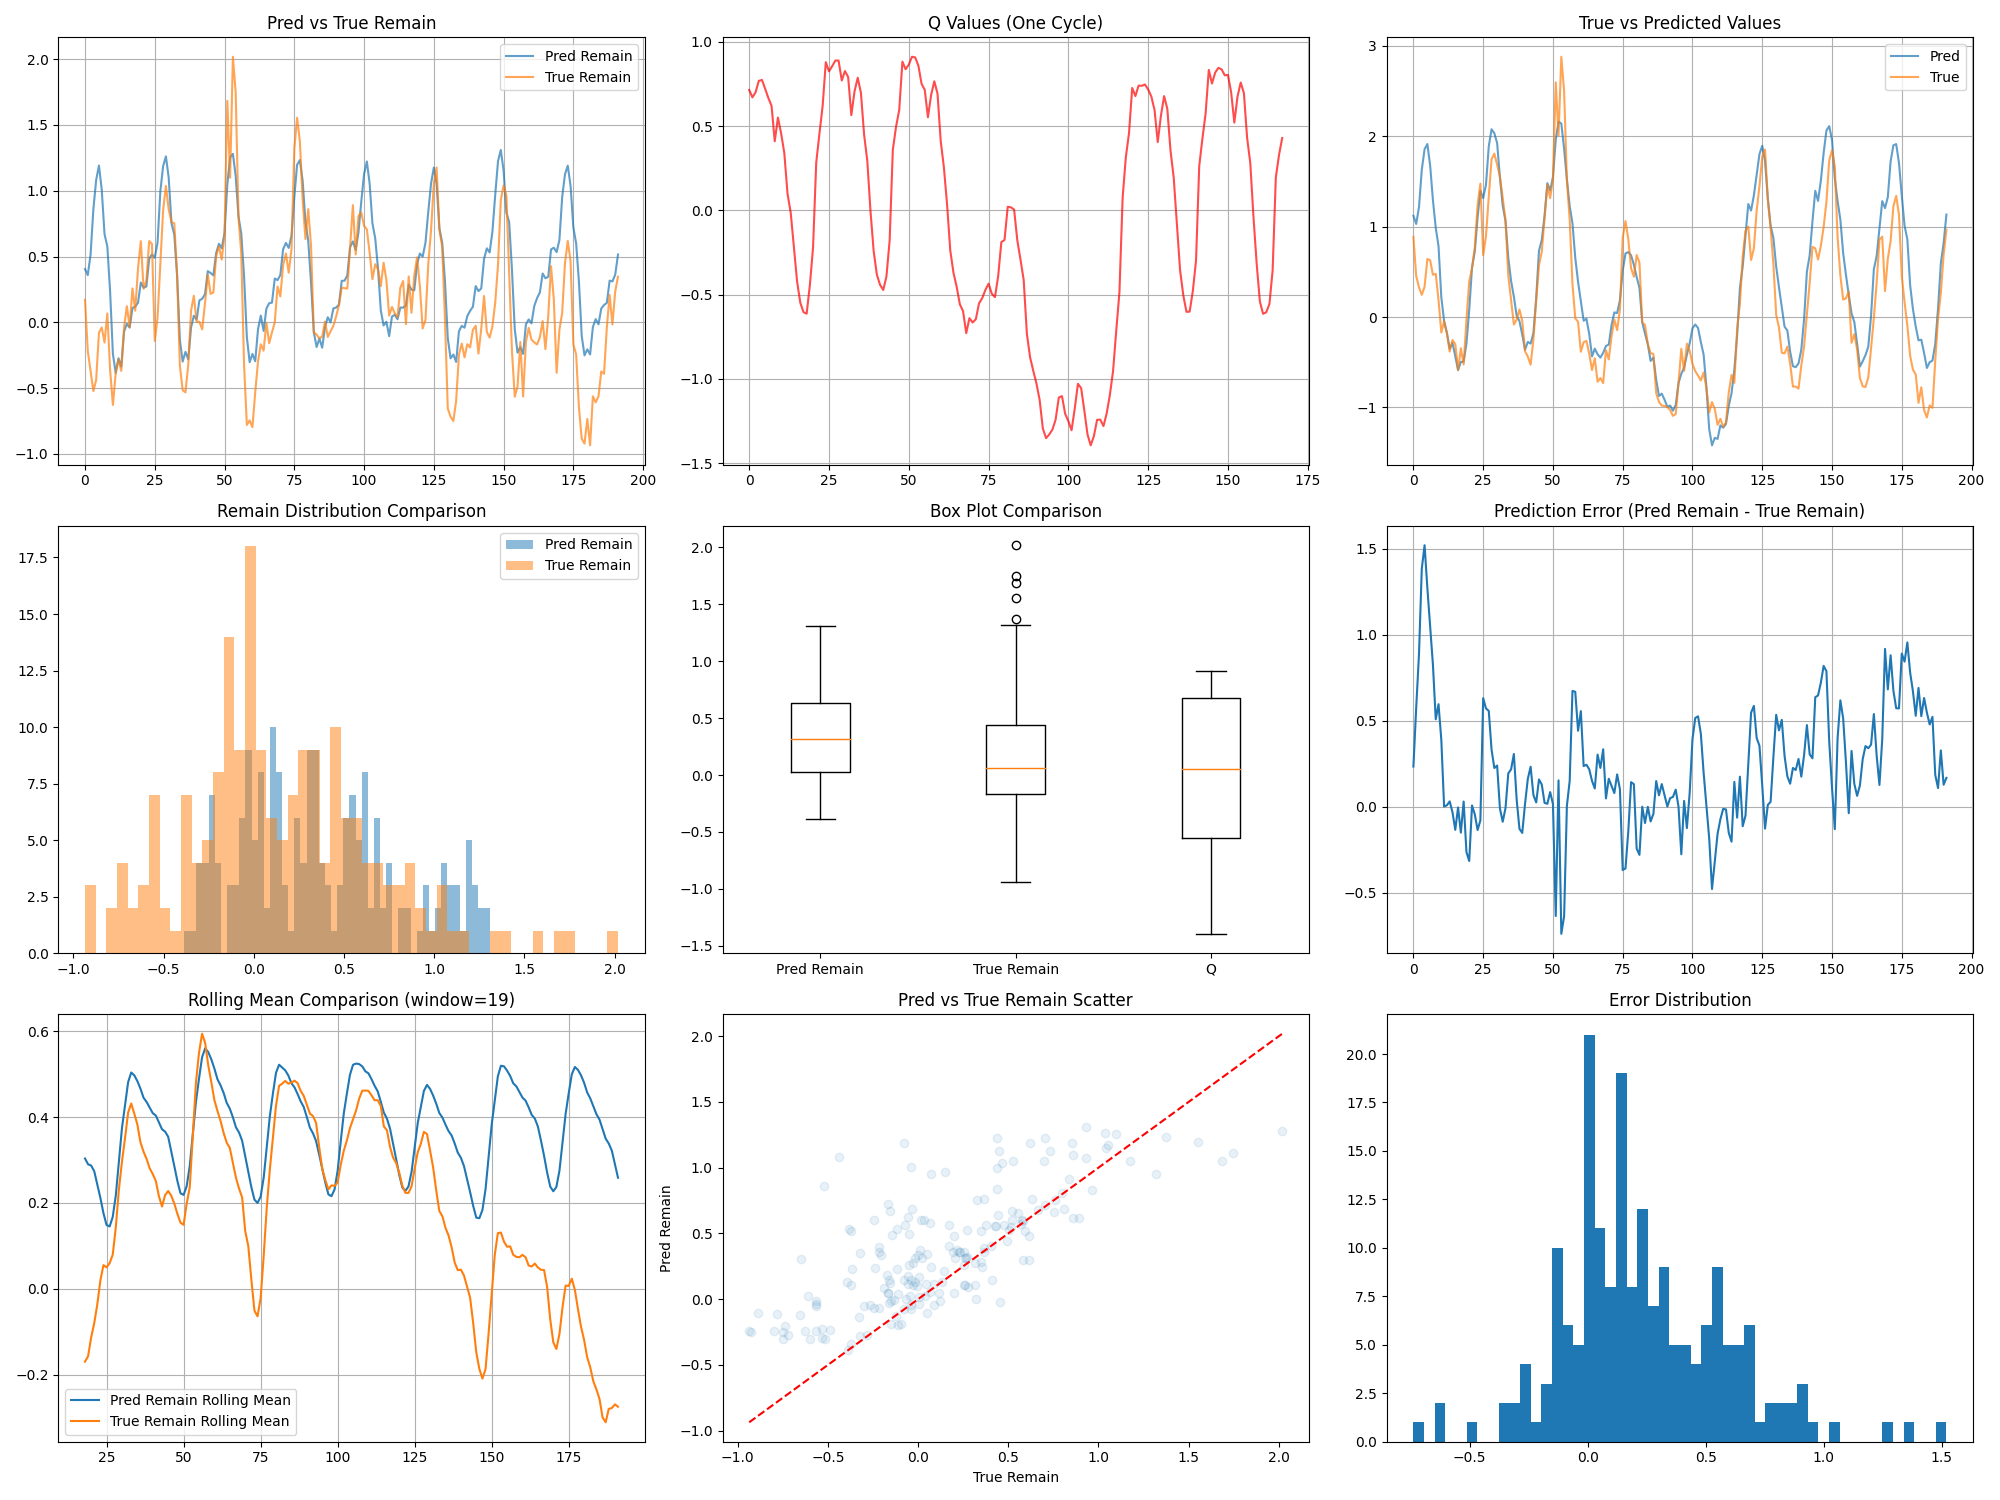 Pred vs True Remain
2.0
1.5
1.0
0.5
0.0
−0.5
−1.0
0 25 50 75 100 125 150 175 200
Pred Remain
True Remain
Q Values (One Cycle)
1.0
0.5
0.0
−0.5
−1.0
−1.5
0 25 50 75 100 125 150 175
True vs Predicted Values
3
2
1
0
−1
0 25 50 75 100 125 150 175 200
Pred
True
Remain Distribution Comparison
17.5
15.0
12.5
10.0
7.5
5.0
2.5
0.0
−1.0 −0.5 0.0 0.5 1.0 1.5 2.0
Pred Remain
True Remain
Box Plot Comparison
2.0
1.5
1.0
0.5
0.0
−0.5
−1.0
−1.5
Pred Remain True Remain Q
Prediction Error (Pred Remain - True Remain)
1.5
1.0
0.5
0.0
−0.5
0 25 50 75 100 125 150 175 200
Rolling Mean Comparison (window=19)
0.6
0.4
0.2
0.0
−0.2
25 50 75 100 125 150 175
Pred Remain Rolling Mean
True Remain Rolling Mean
Pred vs True Remain Scatter
Pred Remain
2.0
1.5
1.0
0.5
0.0
−0.5
−1.0
−1.0 −0.5 0.0 0.5 1.0 1.5 2.0
True Remain
Error Distribution
20.0
17.5
15.0
12.5
10.0
7.5
5.0
2.5
0.0
−0.5 0.0 0.5 1.0 1.5